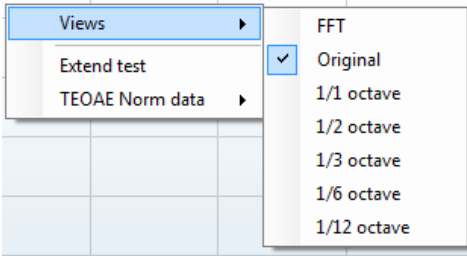 Views
Extend test
TEOAE Norm data
FFT
Original
1/1 octave
1/2 octave
1/3 octave
1/6 octave
1/12 octave